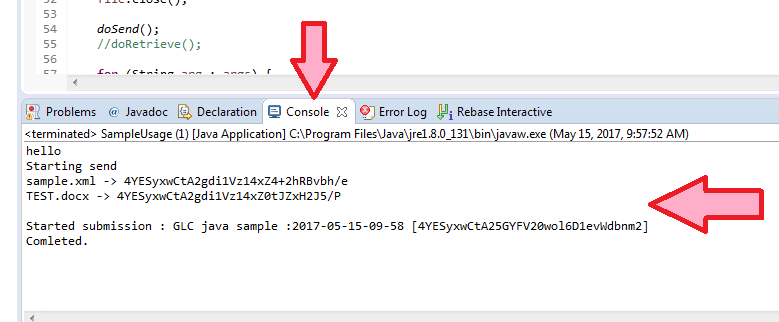 52 file.close();
53
54 doSend();
55 //doRetrieve();
56
57 for (String arg : args) {
Problems @ Javadoc Declaration Console Error Log Rebase Interactive
<terminated> SampleUsage (1) [Java Application] C:\Program Files\Java\jre1.8.0_131\bin\javaw.exe (May 15, 2017, 9:57:52 AM)
hello
Starting send
sample.xml -> 4YESyxwCtA2gdi1Vz14xZ4+2hRBvbh/e
TEST.docx -> 4YESyxwCtA2gdi1Vz14xZ0tJZxH2J5/P
Started submission : GLC java sample :2017-05-15-09-58 [4YESyxwCtA25GYFV20wol6D1evWdbnm2]
Comleted.